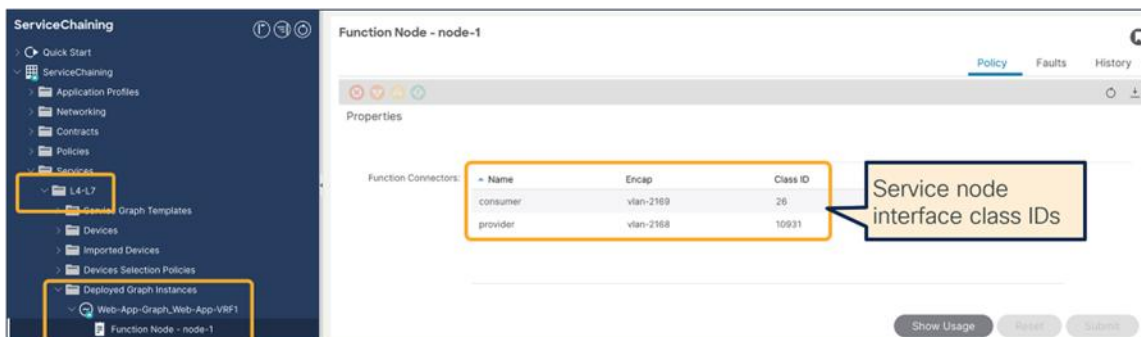 ServiceChaining
Quick Start
ServiceChaining
Application Profiles
Networking
Contracts
Policies
Services
L4-L7
Service Graph Templates
Devices
Imported Devices
Devices Selection Policies
Deployed Graph Instances
Web-App-Graph_Web-App-VRF1
Function Node - node-1
Function Node - node-1
Policy Faults History
Properties
Function Connectors:
Name Encap Class ID
consumer vlan-2169 26
provider vlan-2168 10931
Service node
interface class IDs
Show Usage Reset Submit